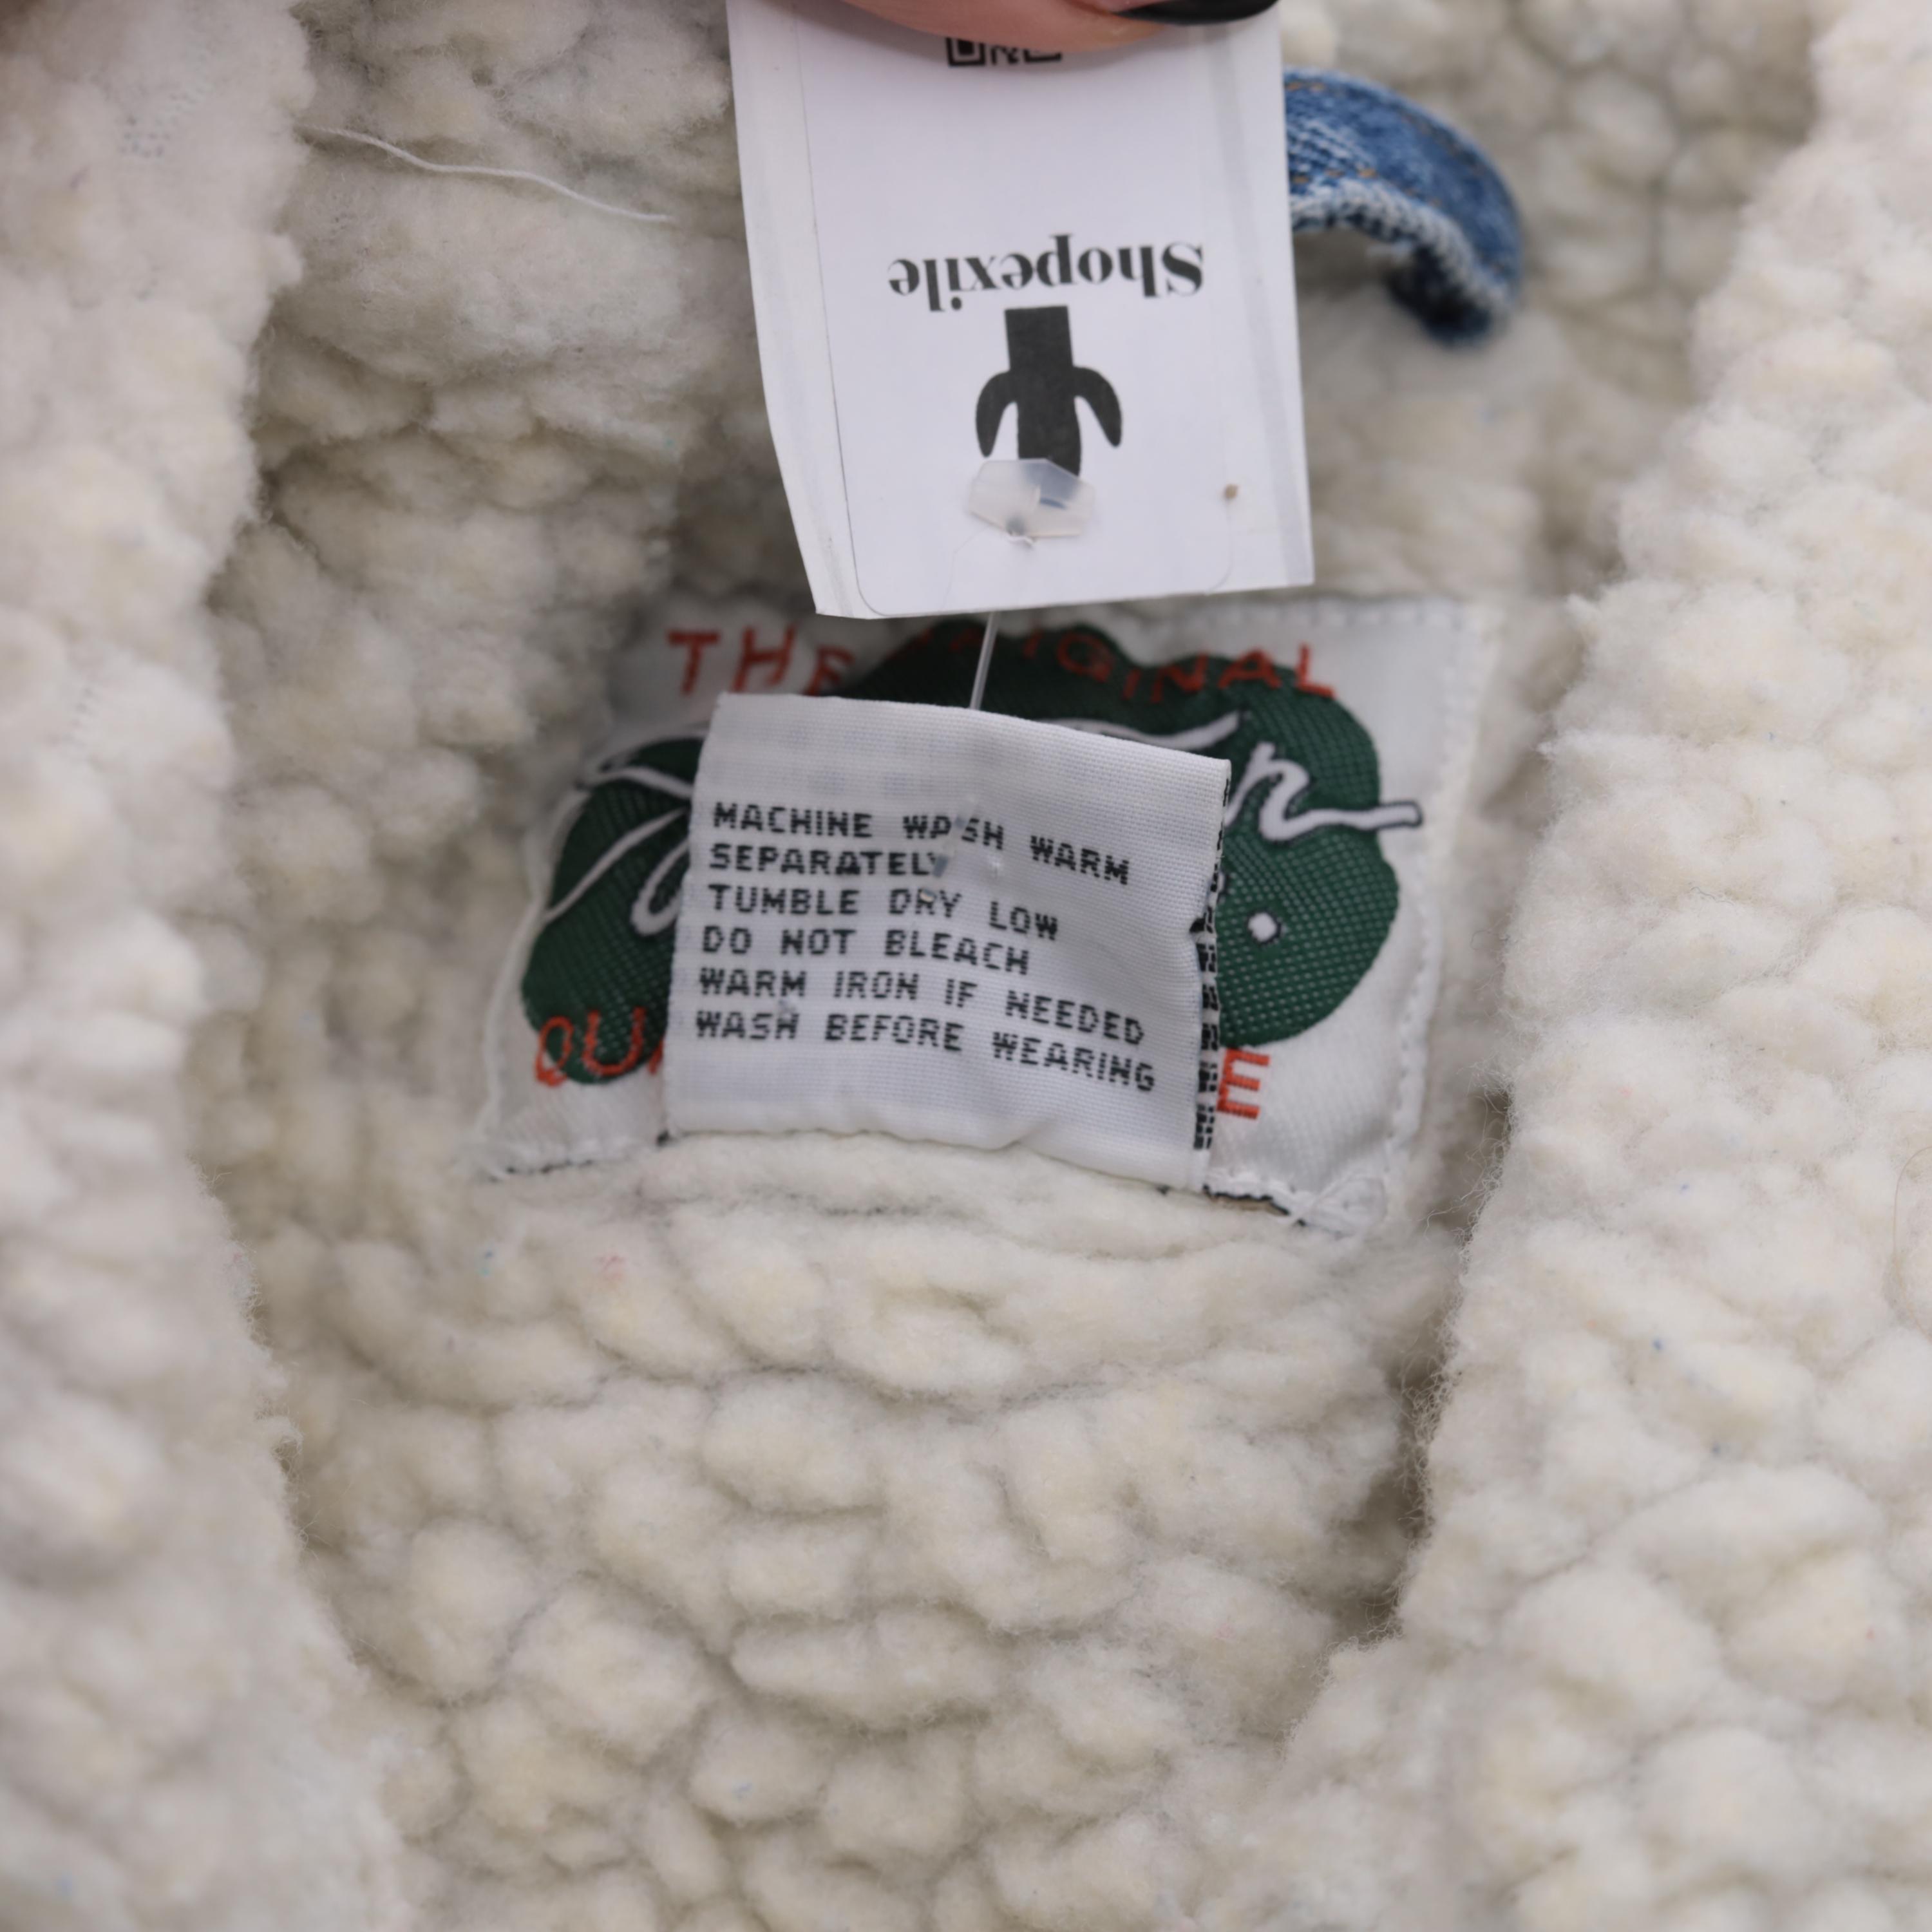 Shopexile
THE ORIGINAL
MACHINE WASH WARM
SEPARATELY
TUMBLE DRY LOW
DO NOT BLEACH
WARM IRON IF NEEDED
WASH BEFORE WEARING